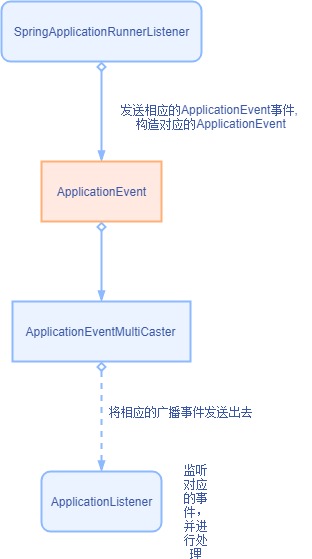 SpringApplicationRunnerListener
发送相应的ApplicationEvent事件,
构造对应的ApplicationEvent
ApplicationEvent
ApplicationEventMultiCaster
将相应的广播事件发送出去
ApplicationListener
监听
对应
的事
件，
并进
行处
理